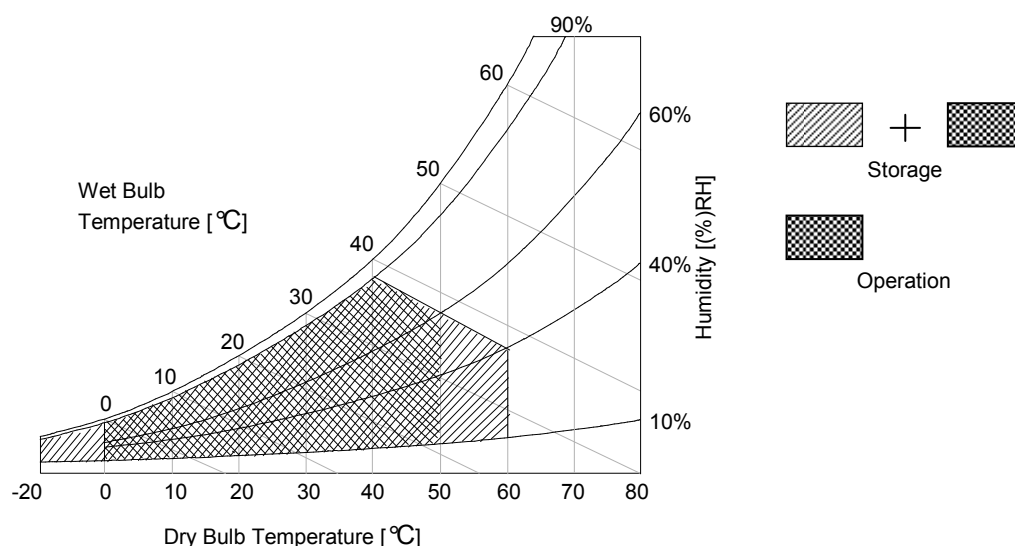 90%
60
60%
50
Wet Bulb
Temperature [℃]
Storage
40
40%
Humidity [(%)RH]
Operation
30
20
10
0
10%
-20 0 10 20 30 40 50 60 70 80
Dry Bulb Temperature [℃]